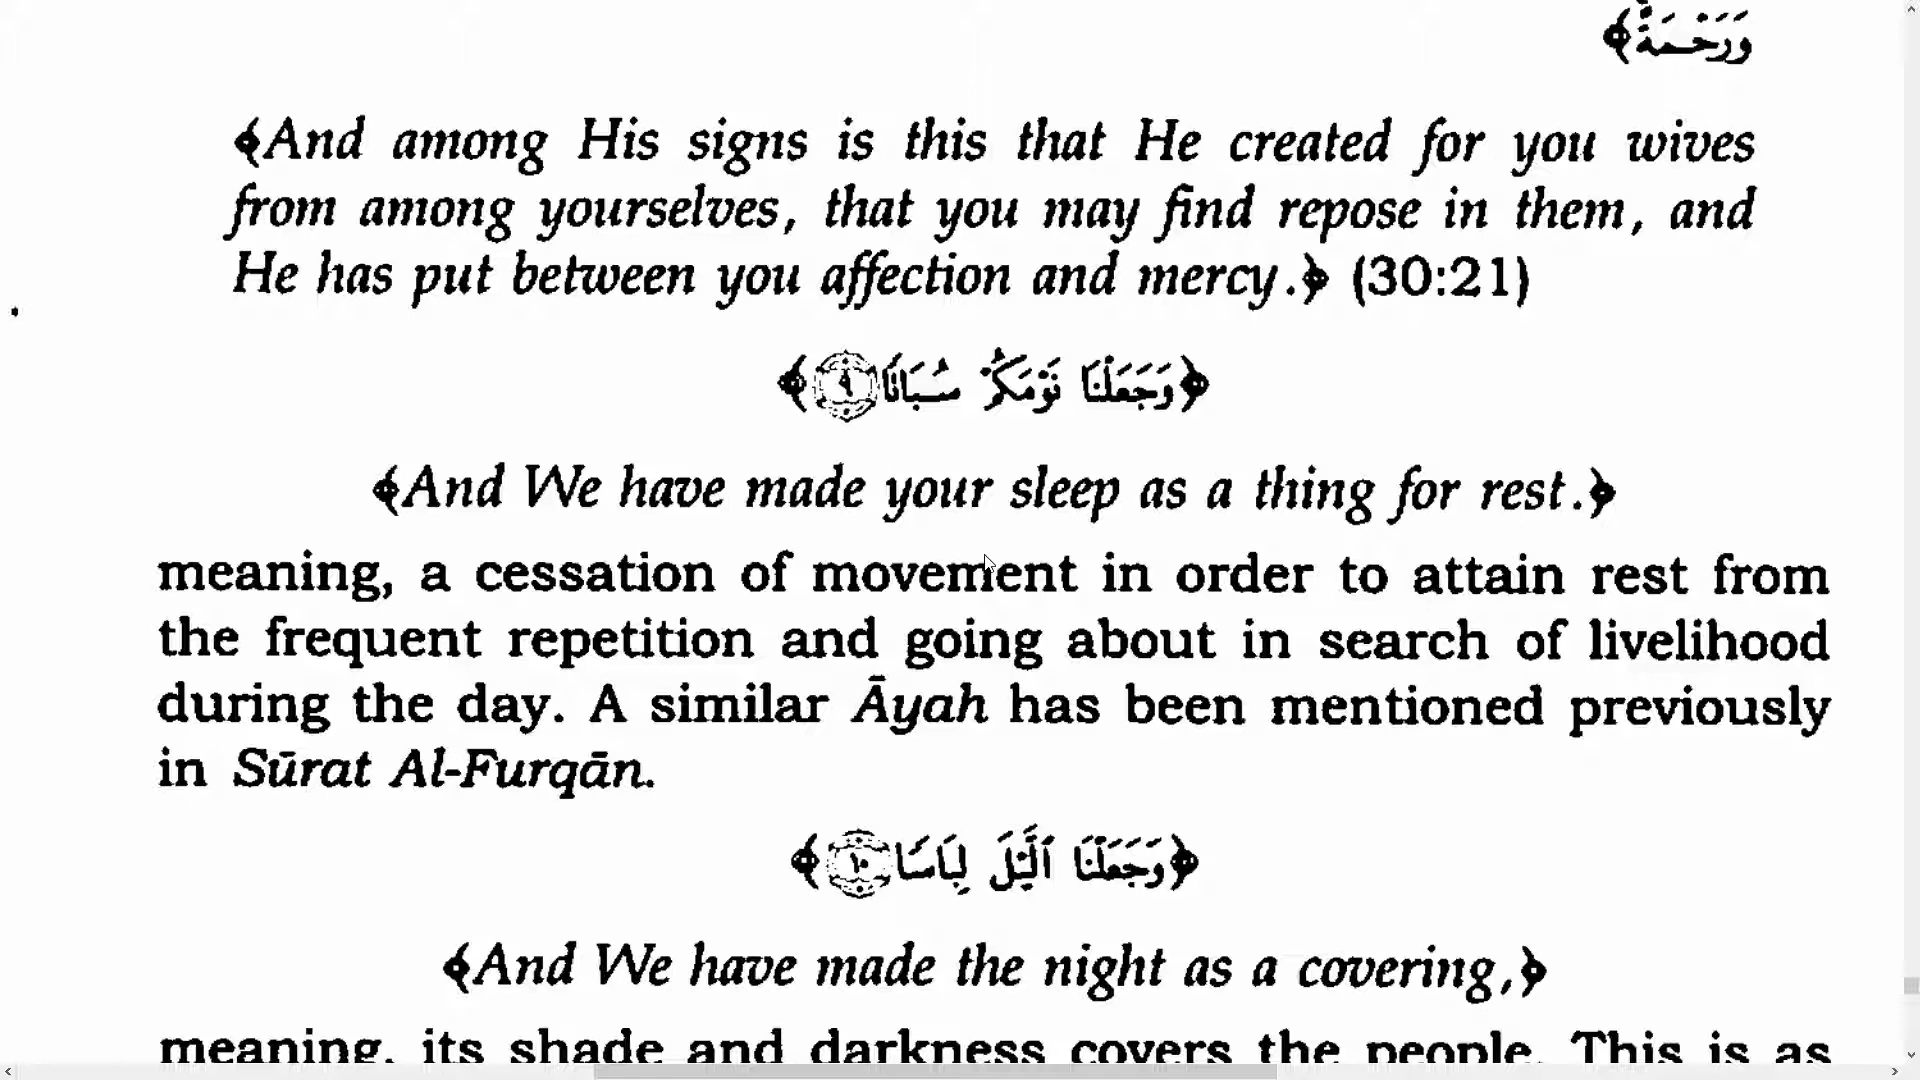 وَرَحْمَةً﴾
﴿And among His signs is this that He created for you wives
from among yourselves, that you may find repose in them, and
He has put between you affection and mercy.﴾ (30:21)
﴿وَجَعَلْنَا نَوْمَكُمْ سُبَاتًا ٩﴾
﴿And We have made your sleep as a thing for rest.﴾
meaning, a cessation of movement in order to attain rest from
the frequent repetition and going about in search of livelihood
during the day. A similar Āyah has been mentioned previously
in Sūrat Al-Furqān.
﴿وَجَعَلْنَا ٱلَّيْلَ لِبَاسًا ١٠﴾
﴿And We have made the night as a covering,﴾
meaning, its shade and darkness covers the people. This is as